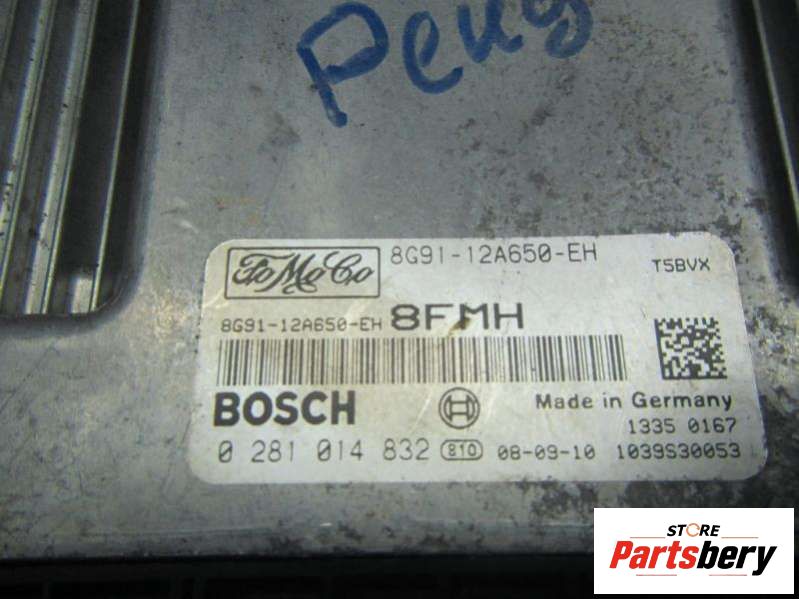 FoMoCo
8G91-12A650-EH
T5BVX
8G91-12A650-EH 8FMH
BOSCH
Made in Germany
1335 0167
0 281 014 832 810 08-09-10 1039S30053
STORE
Partsbery